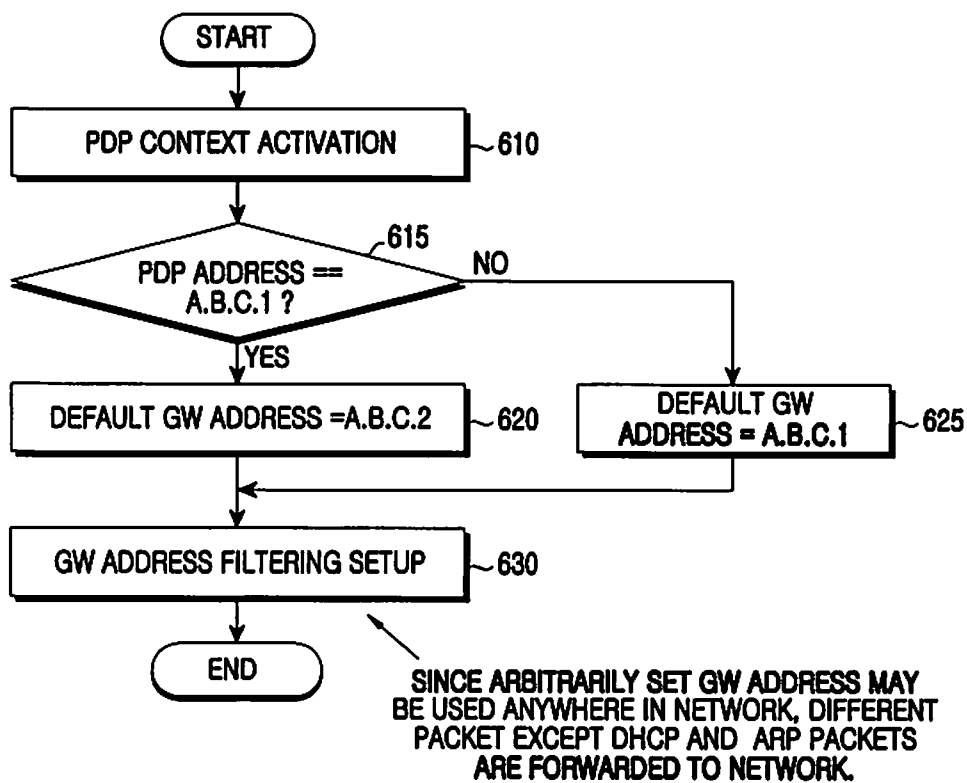 START
PDP CONTEXT ACTIVATION
610
615
PDP ADDRESS ==
A.B.C.1 ?
NO
YES
DEFAULT GW ADDRESS =A.B.C.2
620
DEFAULT GW
ADDRESS = A.B.C.1
625
GW ADDRESS FILTERING SETUP
630
END
SINCE ARBITRARILY SET GW ADDRESS MAY
BE USED ANYWHERE IN NETWORK, DIFFERENT
PACKET EXCEPT DHCP AND ARP PACKETS
ARE FORWARDED TO NETWORK.